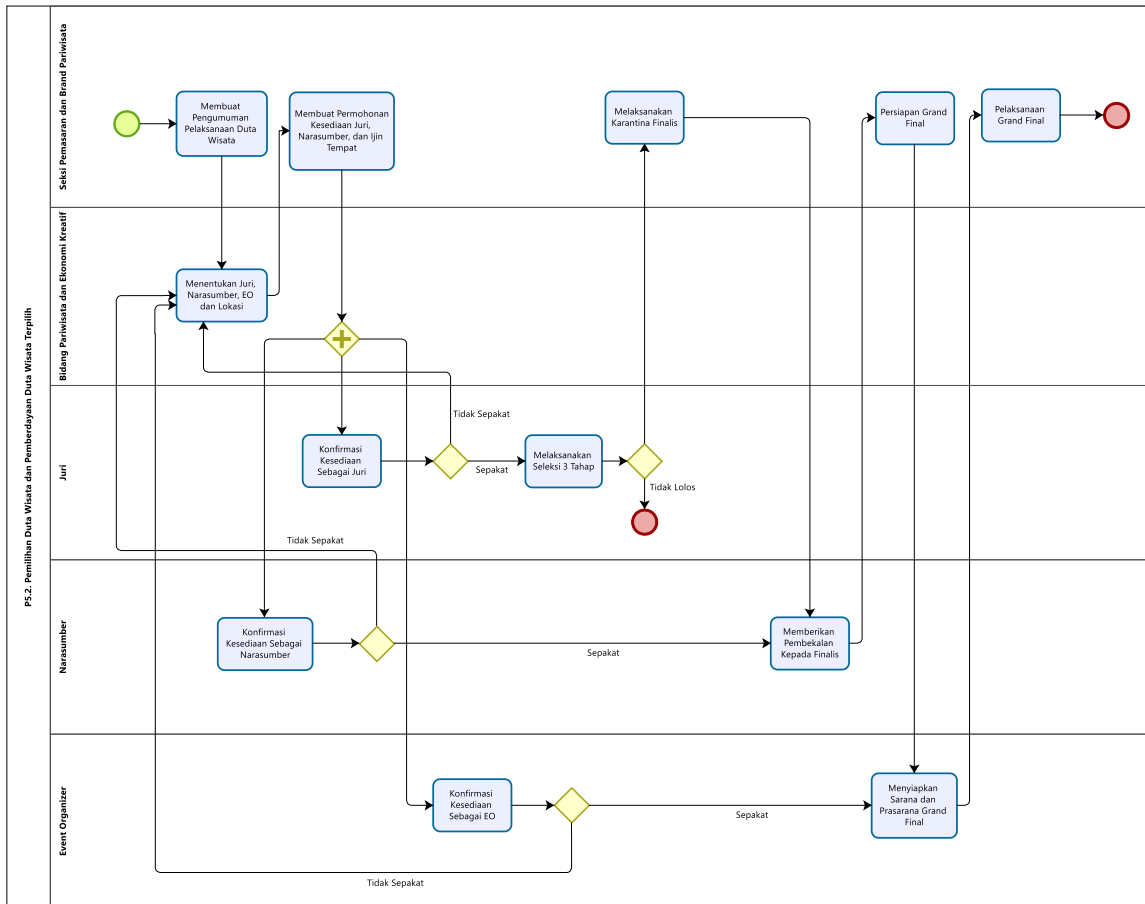 P5.2. Pemilihan Duta Wisata dan Pemberdayaan Duta Wisata Terpilih
Seksi Pemasaran dan Brand Pariwisata
Membuat
Pengumuman
Pelaksanaan Duta
Wisata
Membuat Permohonan
Kesediaan Juri,
Narasumber, dan Ijin
Tempat
Melaksanakan
Karantina Finalis
Persiapan Grand
Final
Pelaksanaan
Grand Final
Bidang Pariwisata dan Ekonomi Kreatif
Menentukan Juri,
Narasumber, EO
dan Lokasi
Juri
Konfirmasi
Kesediaan
Sebagai Juri
Tidak Sepakat
Sepakat
Melaksanakan
Seleksi 3 Tahap
Tidak Lolos
Narasumber
Tidak Sepakat
Konfirmasi
Kesediaan Sebagai
Narasumber
Sepakat
Memberikan
Pembekalan
Kepada Finalis
Event Organizer
Konfirmasi
Kesediaan
Sebagai EO
Sepakat
Menyiapkan
Sarana dan
Prasarana Grand
Final
Tidak Sepakat